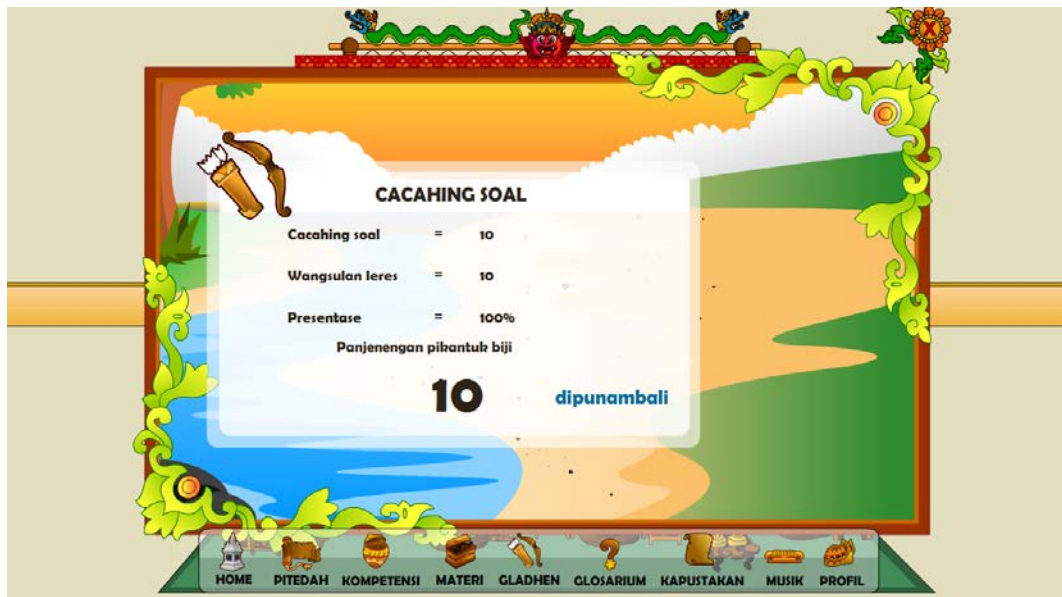 X
CACAHING SOAL
Cacahing soal = 10
Wangsulan leres = 10
Presentase = 100%
Panjenengan pikantuk biji
10
dipunambali
HOME PITEDAH KOMPETENSI MATERI GLADHEN GLOSARIUM KAPUSTAKAN MUSIK PROFIL